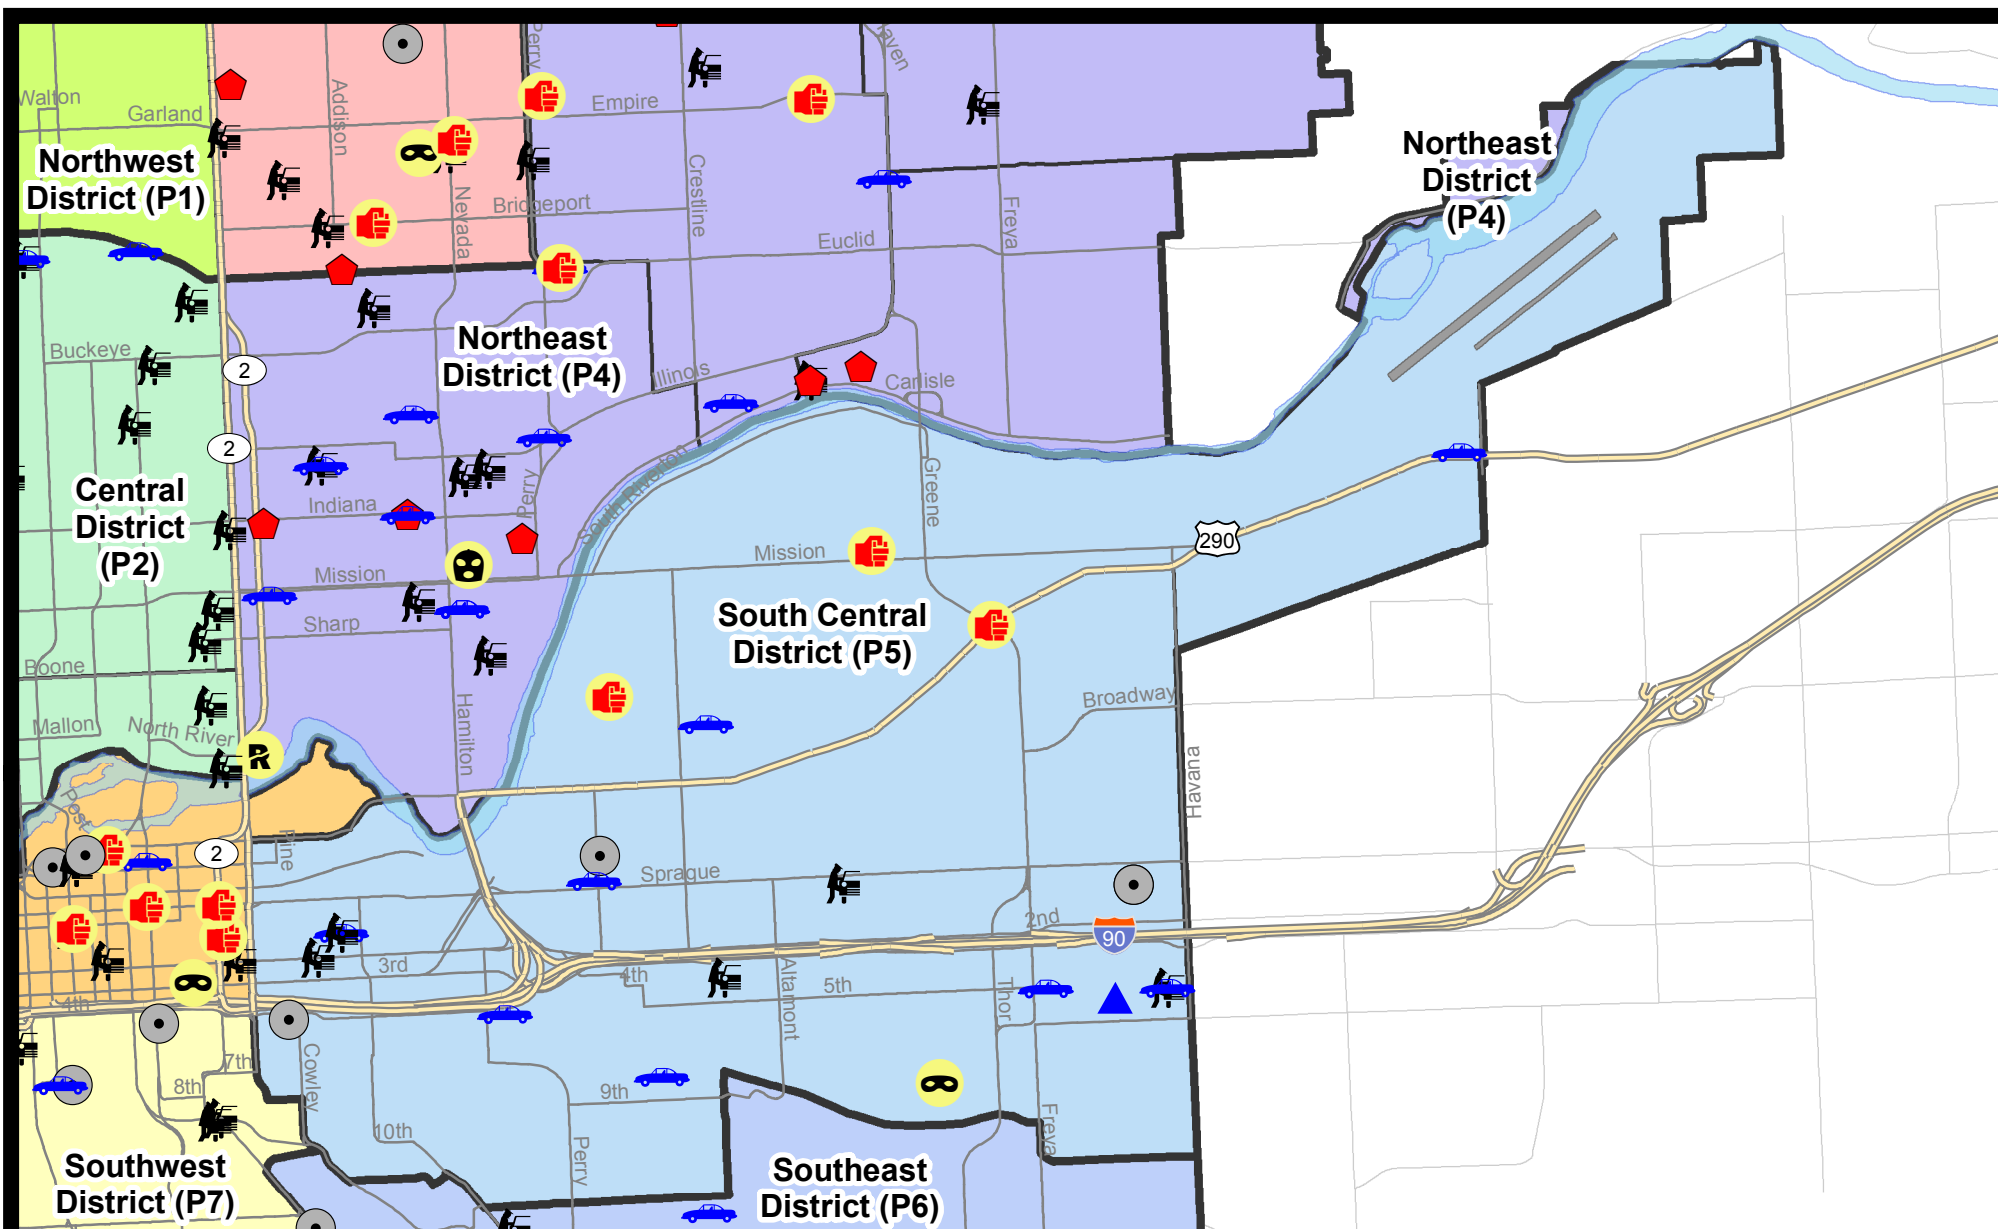 Perry
Haven
Walton
Garland
Addison
Empire
Northwest
District (P1)
Northeast
District
(P4)
Crestline
Nevada
Bridgeport
Freya
Euclid
Buckeye
2
Northeast
District (P4)
Illinois
Carlisle
2
Central
District
(P2)
South Riverton
Greene
Perry
Indiana
290
Mission
Mission
Sharp
South Central
District (P5)
Boone
Broadway
Mallon
North River
Hamilton
Havana
R
Post
2
Pine
Sprague
2nd
90
3rd
4th
5th
Altamont
Thor
4th
Cowley
7th
8th
9th
10th
Perry
Freya
Southwest
District (P7)
Southeast
District (P6)